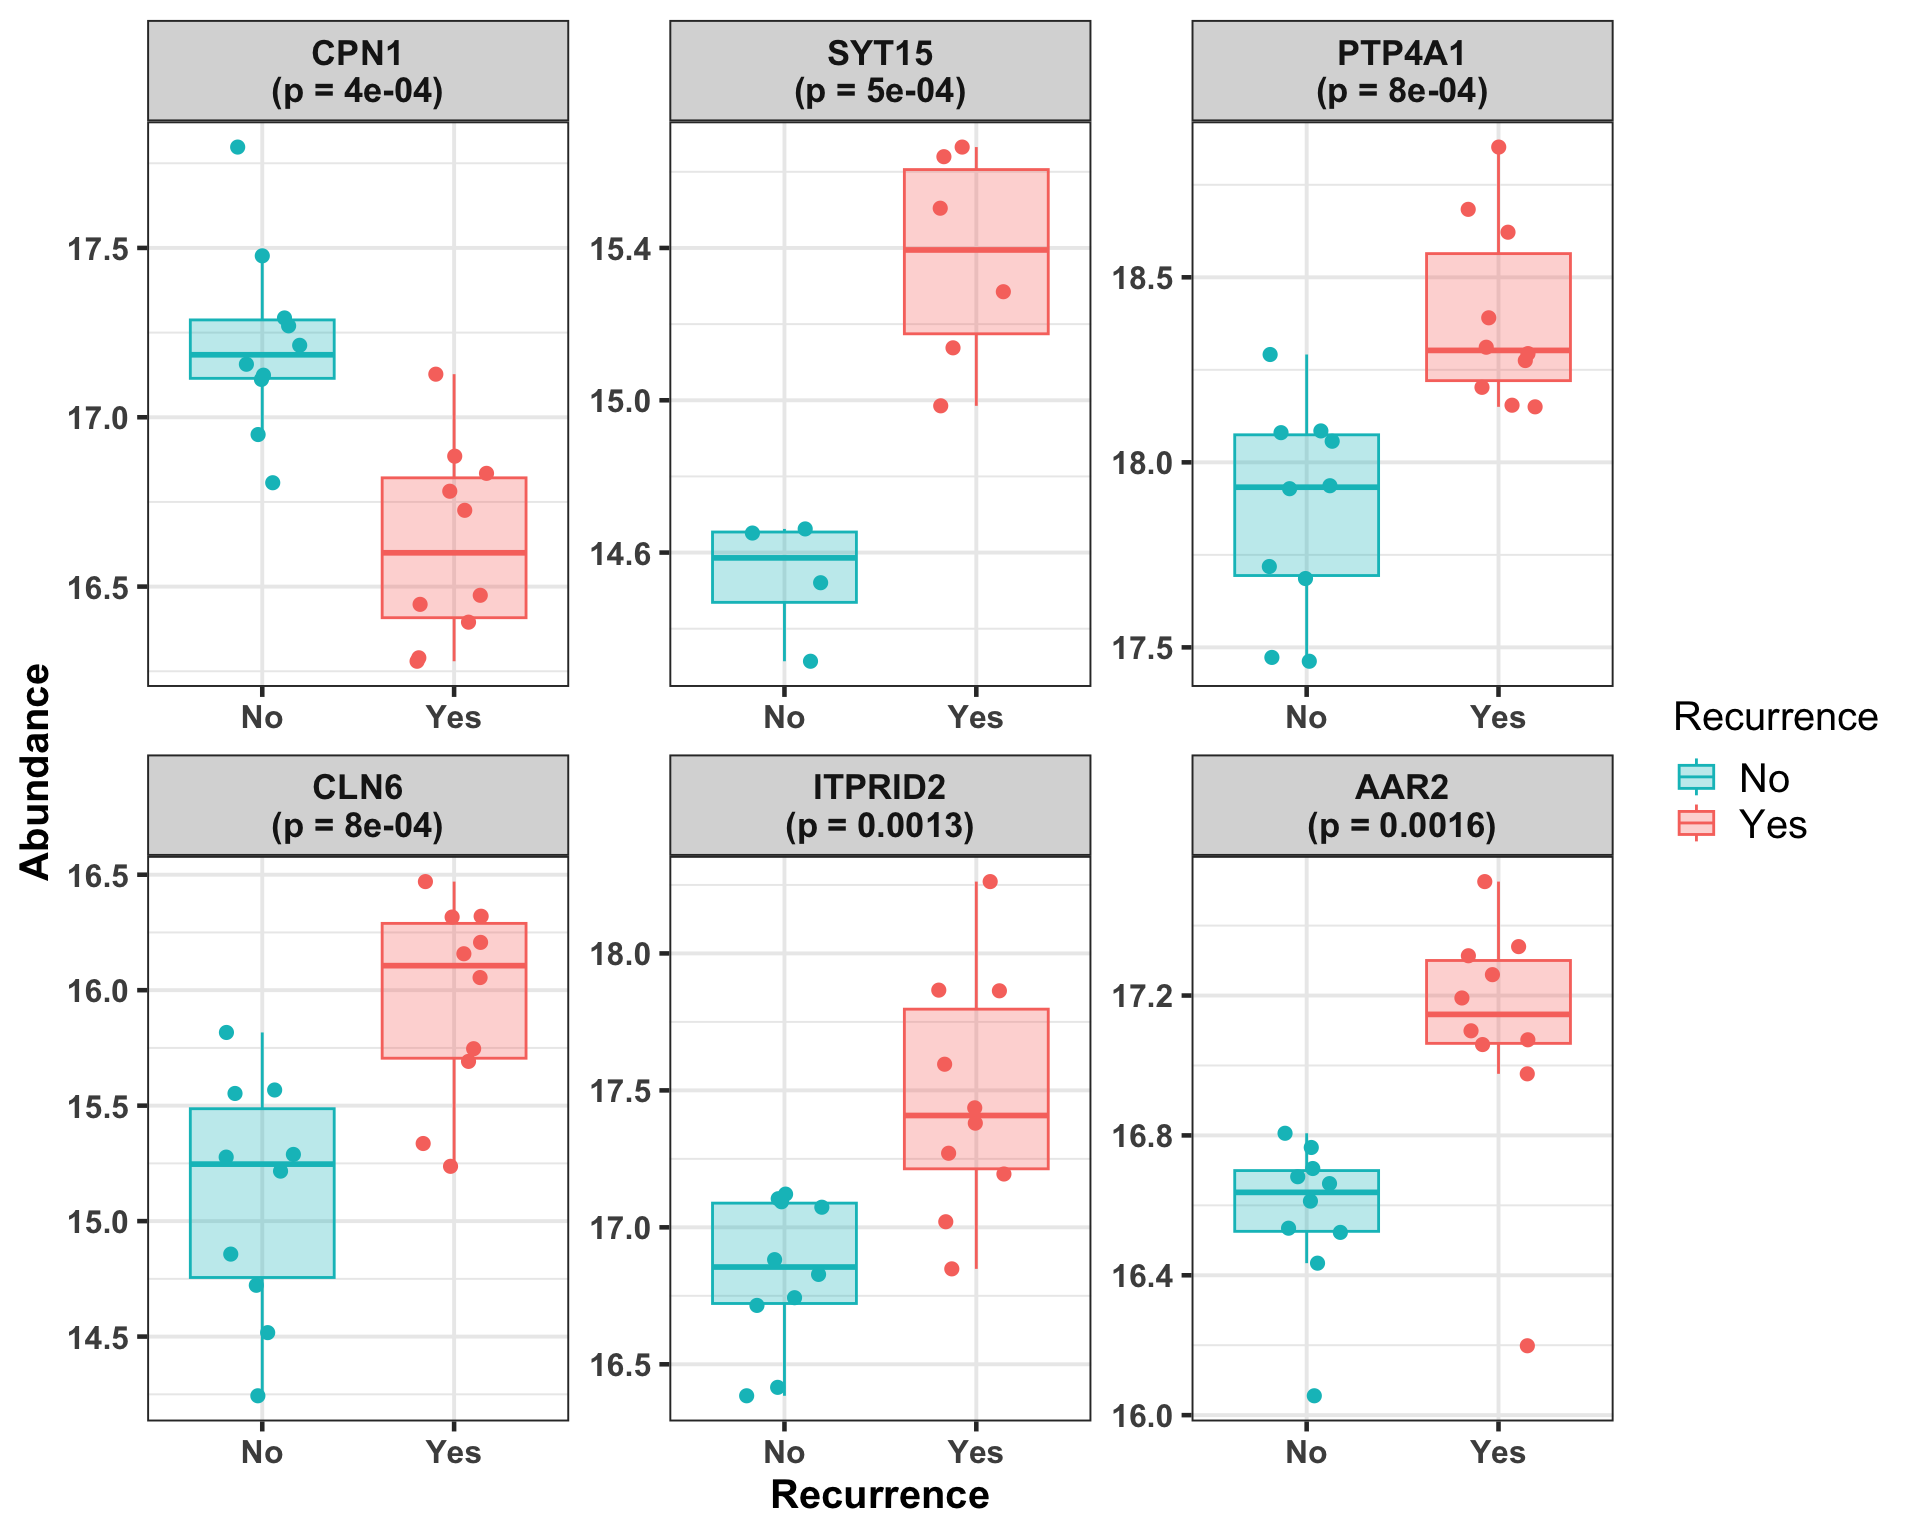 CPN1
(p = 4e-04)
SYT15
(p = 5e-04)
PTP4A1
(p = 8e-04)
17.5
17.0
16.5
No
Yes
15.4
15.0
14.6
No
Yes
18.5
18.0
17.5
No
Yes
CLN6
(p = 8e-04)
ITPRID2
(p = 0.0013)
AAR2
(p = 0.0016)
16.5
16.0
15.5
15.0
14.5
No
Yes
18.0
17.5
17.0
16.5
No
Yes
17.2
16.8
16.4
16.0
No
Yes
Abundance
Recurrence
Recurrence
No
Yes